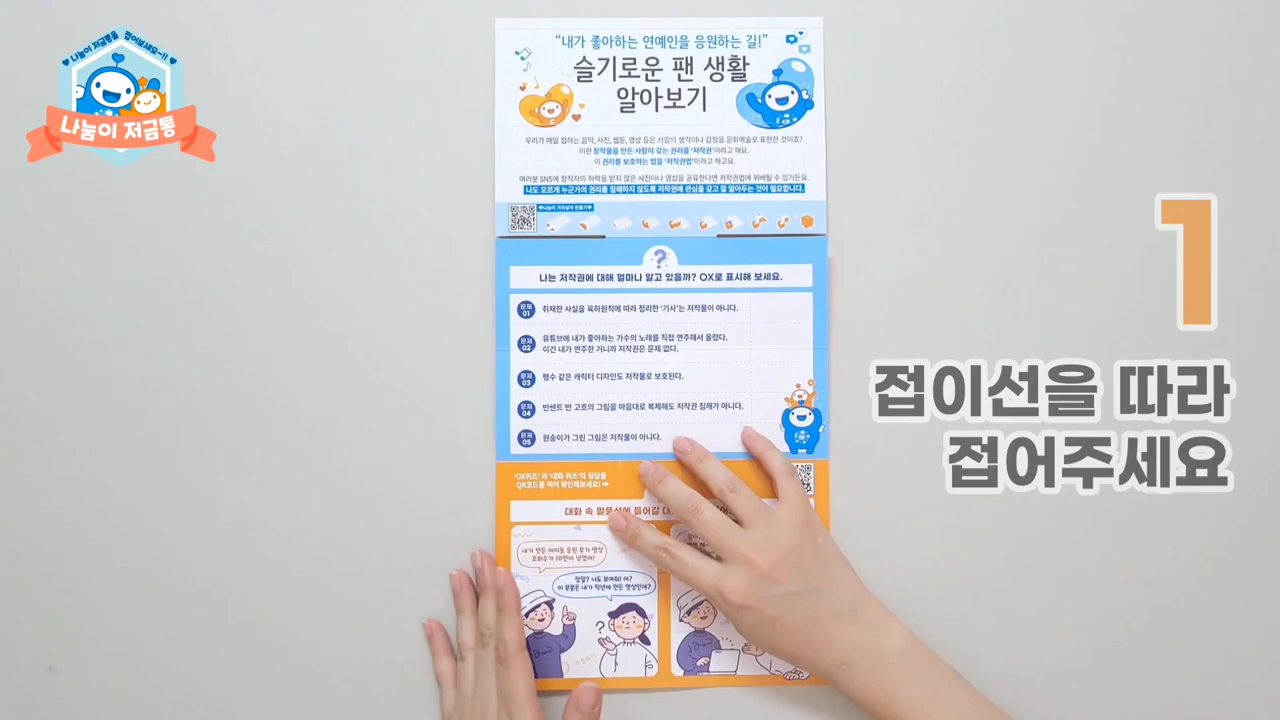 ♥나눔이 저금통 접어보세요~!!♥
나눔이 저금통
"내가 좋아하는 연예인을 응원하는 길!"
슬기로운 팬 생활
알아보기
우리가 매일 접하는 음악, 사진, 웹툰, 영상 등은 사람의 생각이나 감정을 문화예술로 표현한 것이죠?
이런 창작물을 만든 사람이 갖는 권리를 '저작권'이라고 해요.
이 권리를 보호하는 법을 '저작권법'이라고 하고요.
여러분 SNS에 창작자의 허락을 받지 않은 사진이나 영상을 공유한다면 저작권법에 위배될 수 있거든요.
나도 모르게 누군가의 권리를 침해하지 않도록 저작권에 관심을 갖고 잘 알아두는 것이 필요합니다.
?
나는 저작권에 대해 얼마나 알고 있을까? OX로 표시해 보세요.
문제 01 취재한 사실을 육하원칙에 따라 정리한 '기사'는 저작물이 아니다.
문제 02 유튜브에 내가 좋아하는 가수의 노래를 직접 연주해서 올렸다.
이건 내가 연주한 거니까 저작권은 문제 없다.
문제 03 펭수 같은 캐릭터 디자인도 저작물로 보호된다.
문제 04 빈센트 반 고흐의 그림을 마음대로 복제해도 저작권 침해가 아니다.
문제 05 원숭이가 그린 그림은 저작물이 아니다.
'OX퀴즈' 와 '대화 퀴즈'의 정답을
QR코드를 찍어 확인해보세요! ➡
대화 속 말풍선에 들어갈
내가 만든 아이돌 응원 후기 영상
조회수가 10만이 넘었어!
정말? 나도 보여줘! 어?
이 부분은 내가 작년에 만든 영상인데?
?
1
접이선을 따라
접어주세요